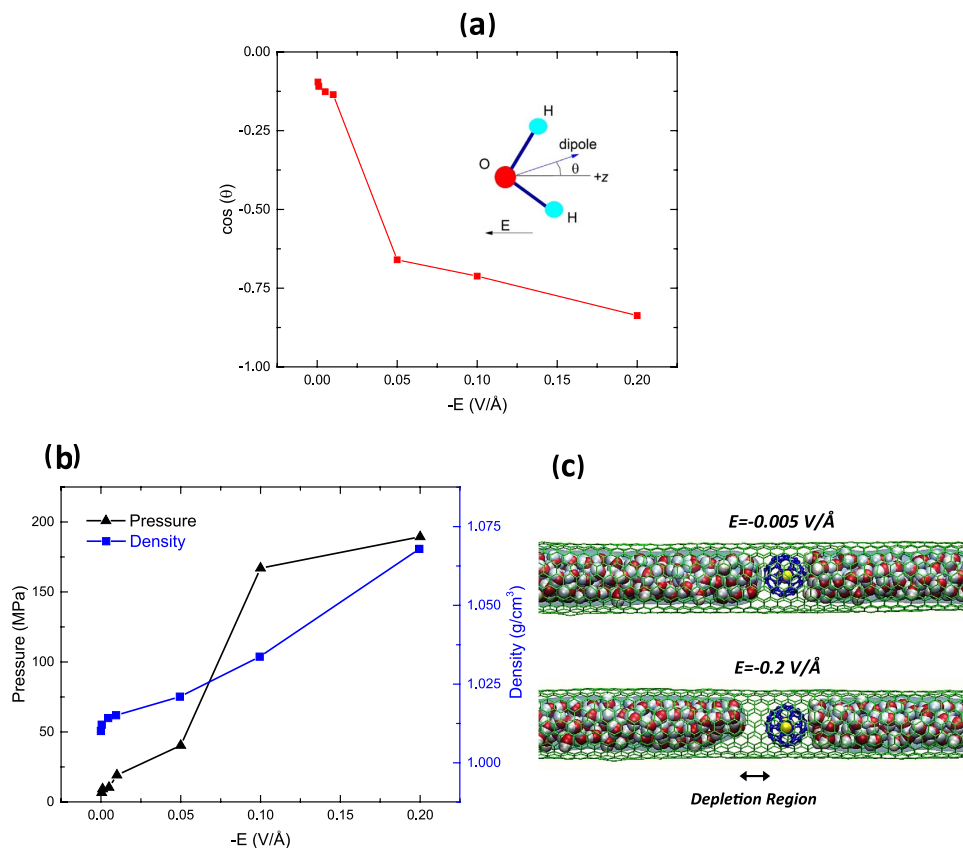 (a)
0.00
-0.25
-0.50
-0.75
-1.00
cos (θ)
H
dipole
O
θ
+z
H
E
0.00 0.05 0.10 0.15 0.20
-E (V/Å)
(b)
Pressure
Density
200
150
100
50
0
Pressure (MPa)
1.075
1.050
1.025
1.000
Density (g/cm³)
0.00 0.05 0.10 0.15 0.20
-E (V/Å)
(c)
E=-0.005 V/Å
E=-0.2 V/Å
Depletion Region